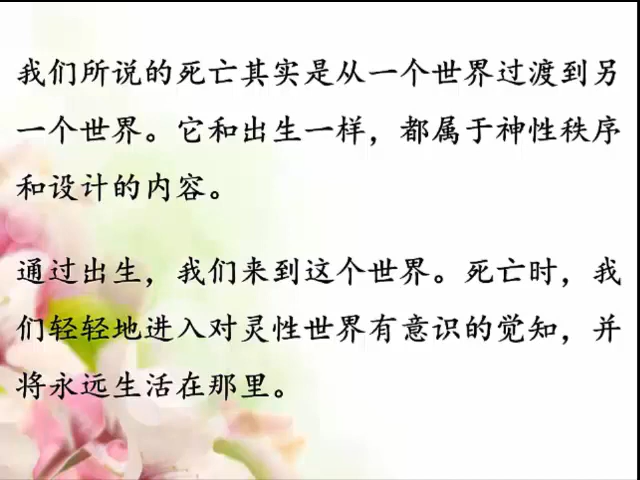 我们所说的死亡其实是从一个世界过渡到另
一个世界。它和出生一样，都属于神性秩序
和设计的内容。
通过出生，我们来到这个世界。死亡时，我
们轻轻地进入对灵性世界有意识的觉知，并
将永远生活在那里。